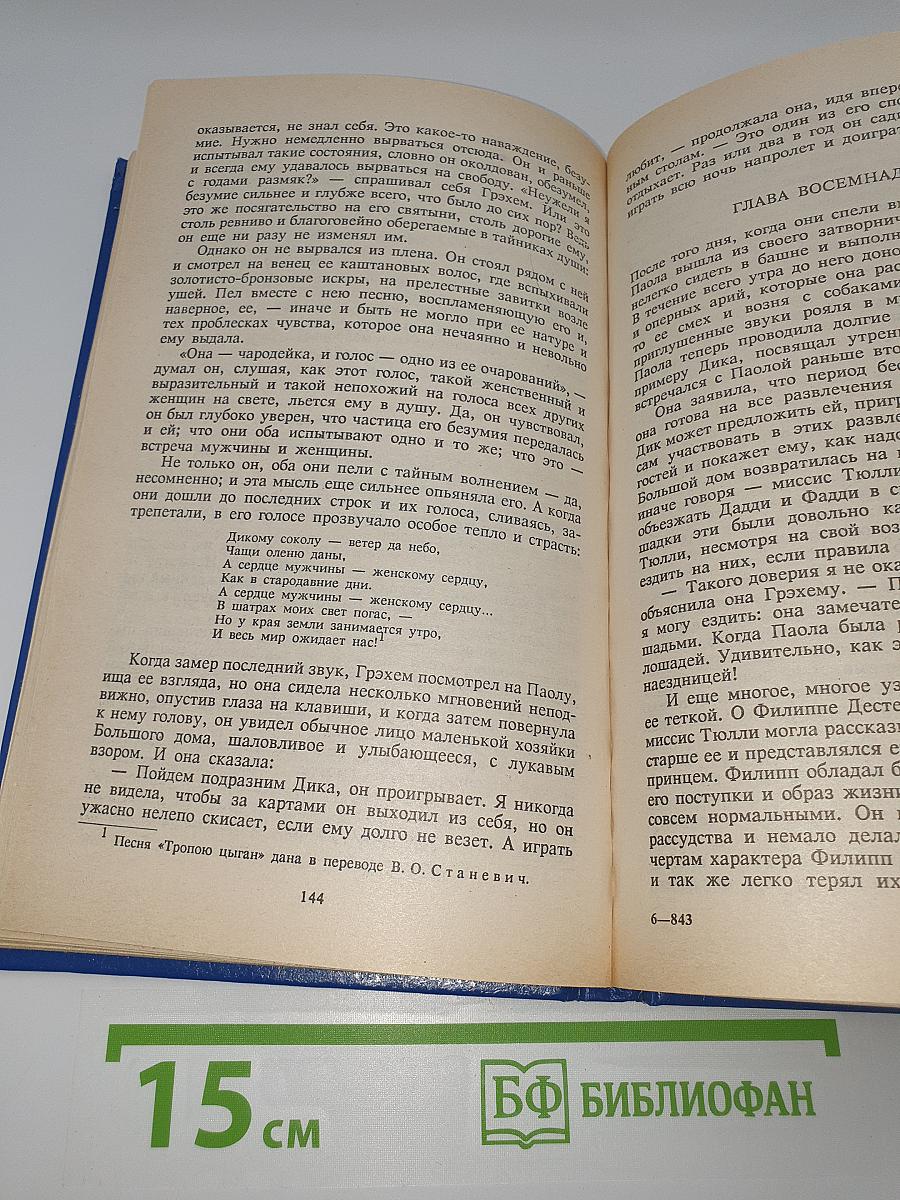 оказывается, не знал себя. Это какое-то наваждение, безу-
мие. Нужно немедленно вырваться отсюда. Он и раньше
испытывал такие состояния, словно он околдован, обезумел,
и всегда ему удавалось вырваться на свободу. «Неужели я
с годами размяк?» — спрашивал себя Грэхем. Или это
безумие сильнее и глубже всего, что было до сих пор? Ведь
это же посягательство на его святыни, столь дорогие ему,
столь ревниво и благоговейно оберегаемые в тайниках души:
он еще ни разу не изменял им.
Однако он не вырвался из плена. Он стоял рядом с ней
и смотрел на венец ее каштановых волос, где вспыхивали
золотисто-бронзовые искры, на прелестные завитки возле
ушей. Пел вместе с нею песню, воспламеняющую его и,
наверное, ее, — иначе и быть не могло при ее натуре и
тех проблесках чувства, которое она нечаянно и невольно
ему выдала.
«Она — чародейка, и голос — одно из ее очарований», —
думал он, слушая, как этот голос, такой женственный и
выразительный и такой непохожий на голоса всех других
женщин на свете, льется ему в душу. Да, он чувствовал,
он был глубоко уверен, что частица его безумия передалась
и ей; что они оба испытывают одно и то же; что это —
встреча мужчины и женщины.
Не только он, оба они пели с тайным волнением — да,
несомненно; и эта мысль еще сильнее опьяняла его. А когда
они дошли до последних строк и их голоса, сливаясь, за-
трепетали, в его голосе прозвучало особое тепло и страсть:
Дикому соколу — ветер да небо,
Чащи оленю даны,
А сердце мужчины — женскому сердцу,
Как в стародавние дни.
А сердце мужчины — женскому сердцу...
В шатрах моих свет погас, —
Но у края земли занимается утро,
И весь мир ожидает нас!1
Когда замер последний звук, Грэхем посмотрел на Паолу,
ища ее взгляда, но она сидела несколько мгновений непод-
вижно, опустив глаза на клавиши, и когда затем повернула
к нему голову, он увидел обычное лицо маленькой хозяйки
Большого дома, шаловливое и улыбающееся, с лукавым
взором. И она сказала:
— Пойдем подразним Дика, он проигрывает. Я никогда
не видела, чтобы за картами он выходил из себя, но он
ужасно нелепо скисает, если ему долго не везет. А играть
1 Песня «Тропою цыган» дана в переводе В. О. Станевич.
144
любит, — продолжала она, идя впере
ным столам. — Это один из его спо
отдыхает. Раз или два в год он сади
играть всю ночь напролет и доиграт
ГЛАВА ВОСЕМНАД
После того дня, когда они спели вм
Паола вышла из своего затворнич
нелегко сидеть в башне и выполн
В течение всего утра до него доно
и оперных арий, которые она рас
то ее смех и возня с собаками
приглушенные звуки рояля в м
Паола теперь проводила долгие
примеру Дика, посвящал утрен
встречался с Паолой раньше вто
Она заявила, что период бес
она готова на все развлечения
Дик может предложить ей, пригр
сам участвовать в этих развле
гостей и покажет ему, как надо
Большой дом возвратилась на
иначе говоря — миссис Тюлли
объезжать Дадди и Фадди в с
шадки эти были довольно ка
Тюлли, несмотря на свой воз
ездить на них, если правила
— Такого доверия я не ока
объяснила она Грэхему. — П
я могу ездить: она замечате
шадьми. Когда Паола была р
лошадей. Удивительно, как э
наездницей!
И еще многое, многое уз
ее теткой. О Филиппе Десте
миссис Тюлли могла рассказ
старше ее и представлялся е
принцем. Филипп обладал б
его поступки и образ жизни
совсем нормальными. Он
рассудства и немало делал
чертам характера Филипп
и так же легко терял их
6—843
15 см
БФ БИБЛИОФАН